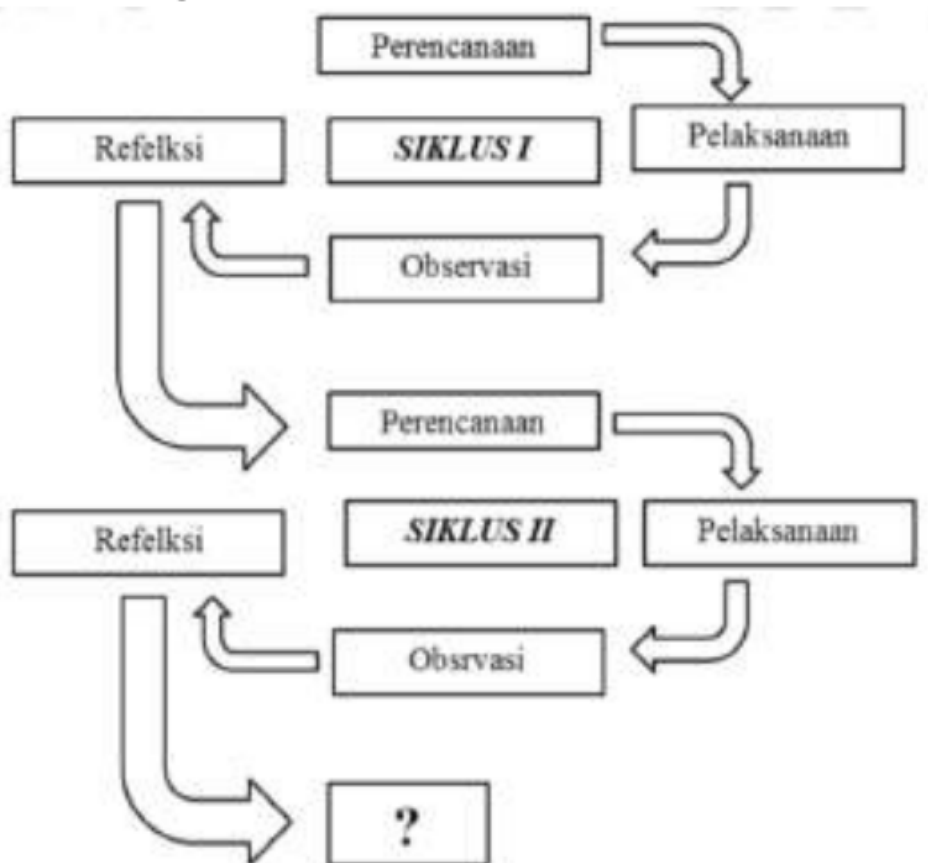 Perencanaan
Refelksi
SIKLUS I
Pelaksanaan
Observasi
Perencanaan
Refelksi
SIKLUS II
Pelaksanaan
Obsrvasi
?